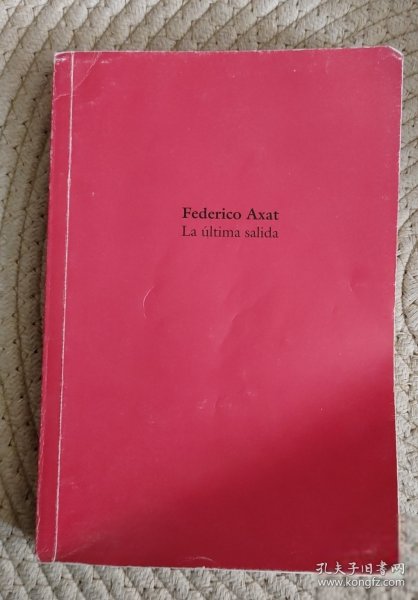 Federico Axat
La última salida
孔夫子旧书网
www.kongfz.com